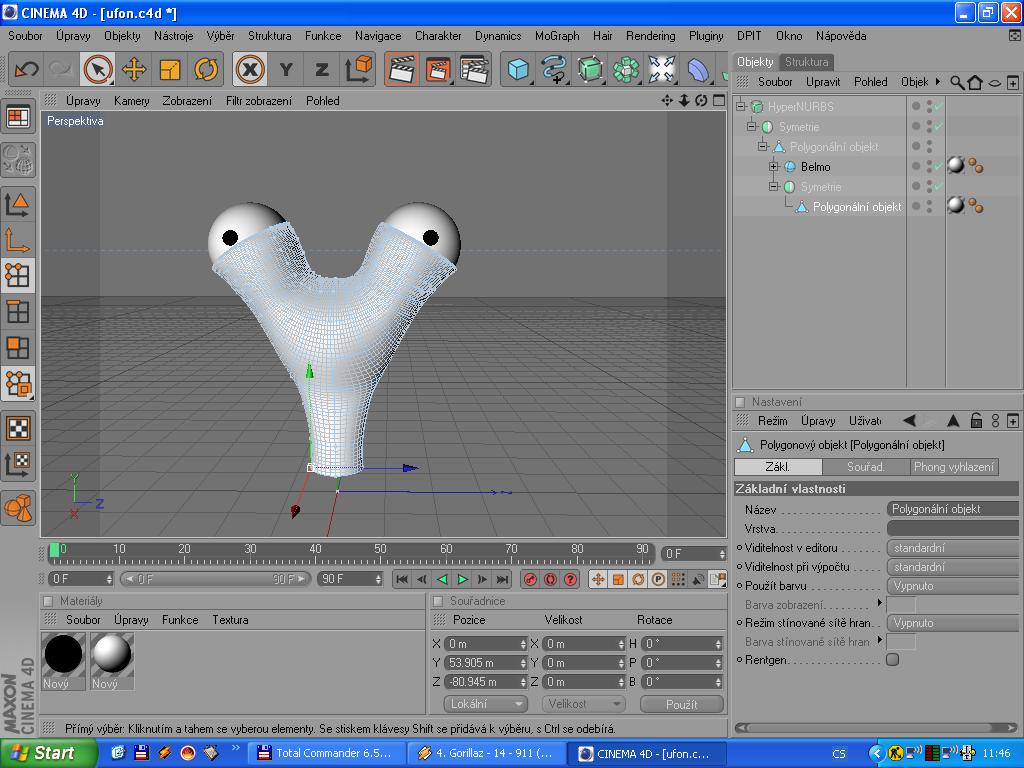 CINEMA 4D - [ufon.c4d *]
Soubor Úpravy Objekty Nástroje Výběr Struktura Funkce Navigace Charakter Dynamics MoGraph Hair Rendering Pluginy DPIT Okno Nápověda
X Y Z
Objekty Struktura
Soubor Upravit Pohled Objek
Úpravy Kamery Zobrazení Filtr zobrazení Pohled
Perspektiva
HyperNURBS
Symetrie
Polygonální objekt
Belmo
Symetrie
Polygonální objekt
Y
Z
X
Nastavení
Režim Úpravy Uživat
Polygonový objekt [Polygonální objekt]
Zákl. Souřad. Phong vyhlazení
Základní vlastnosti
Název Polygonální objekt
Vrstva
Viditelnost v editoru standardní
Viditelnost při výpočtu standardní
Použít barvu Vypnuto
Barva zobrazení
Režim stínované sítě hran Vypnuto
Barva stínované sítě hran
Rentgen
0 10 20 30 40 50 60 70 80 90 0 F
0 F 0 F 90 F 90 F
Materiály
Soubor Úpravy Funkce Textura
Nový Nový
Souřadnice
Pozice Velikost Rotace
X 0 m X 0 m H 0 °
Y 53.905 m Y 0 m P 0 °
Z -80.945 m Z 0 m B 0 °
Lokální Velikost Použít
MAXON
CINEMA 4D
Přímý výběr: Kliknutím a tahem se vyberou elementy. Se stiskem klávesy Shift se přidává k výběru, s Ctrl se odebírá.
Start Total Commander 6.5... 4. Gorillaz - 14 - 911 (... CINEMA 4D - [ufon.c... CS 11:46